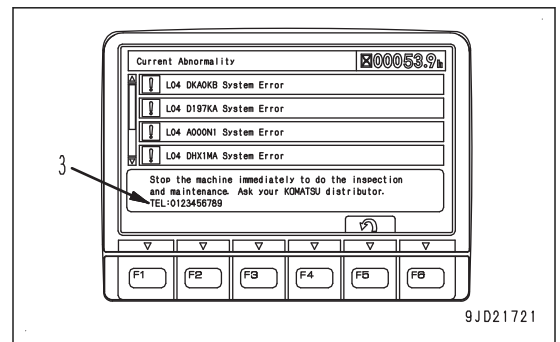 Current Abnormality
00053.9h
L04 DKA0KB System Error
L04 D197KA System Error
L04 A000N1 System Error
L04 DHX1MA System Error
3
Stop the machine immediately to do the inspection
and maintenance. Ask your KOMATSU distributor.
TEL:0123456789
F1 F2 F3 F4 F5 F6
9JD21721